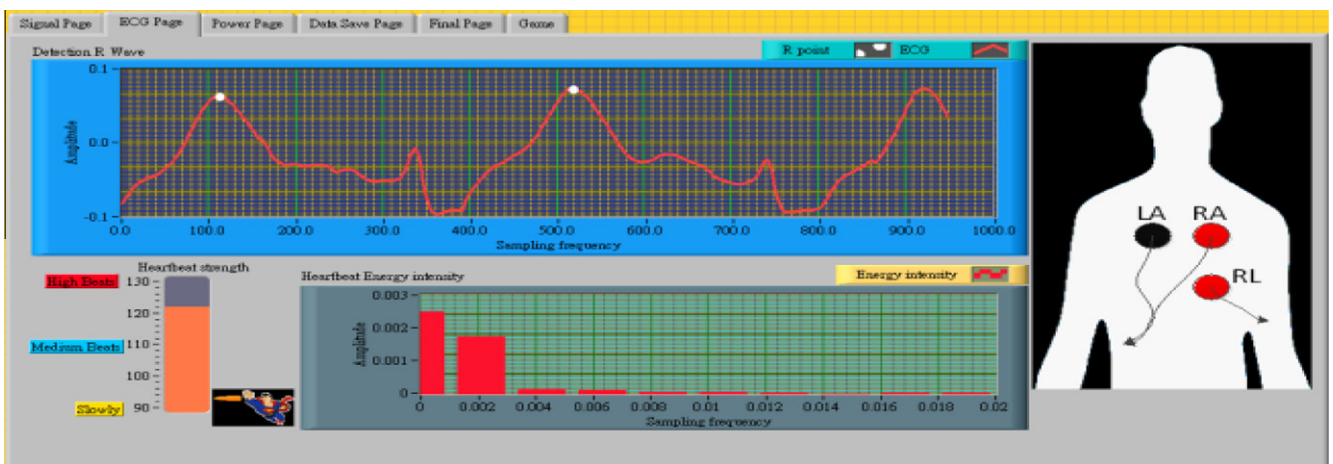 Signal Page ECG Page Power Page Data Save Page Final Page Game
Detection R Wave
R point ECG
0.1
0.0
-0.1
Amplitude
0.0 100.0 200.0 300.0 400.0 500.0 600.0 700.0 800.0 900.0 1000.0
Sampling frequency
LA RA
RL
Heartbeat strength
High Beats
Medium Beats
Slowly
130
120
110
100
90
Heartbeat Energy intensity
Energy intensity
0.003
0.002
0.001
0
Amplitude
0 0.002 0.004 0.006 0.008 0.01 0.012 0.014 0.016 0.018 0.02
Sampling frequency